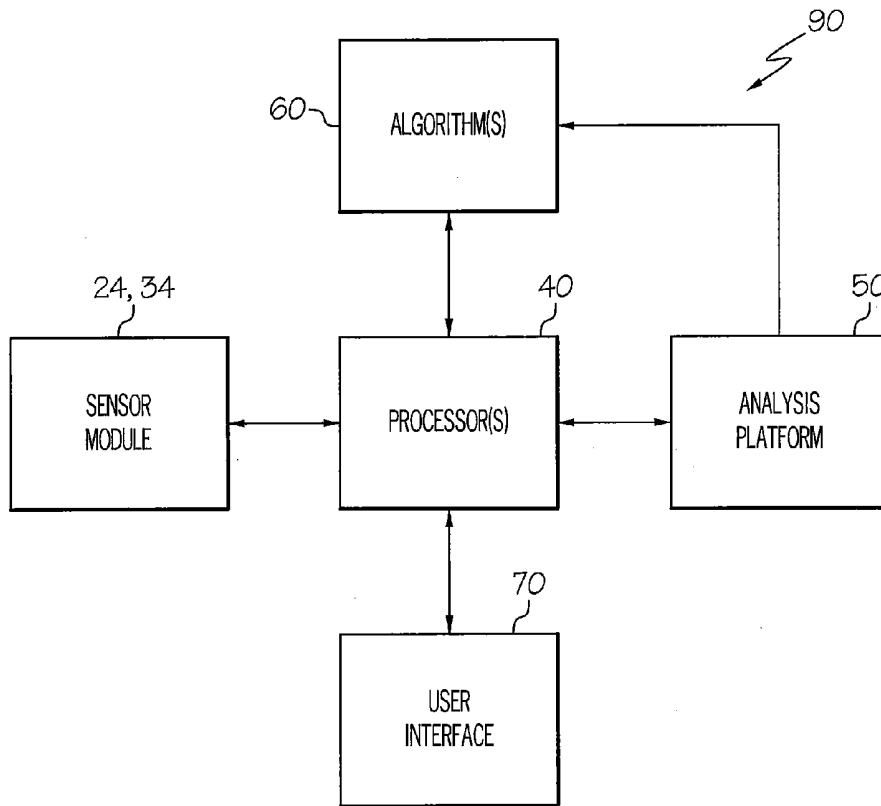 90
60
ALGORITHM(S)
24, 34
40
50
SENSOR
MODULE
PROCESSOR(S)
ANALYSIS
PLATFORM
70
USER
INTERFACE